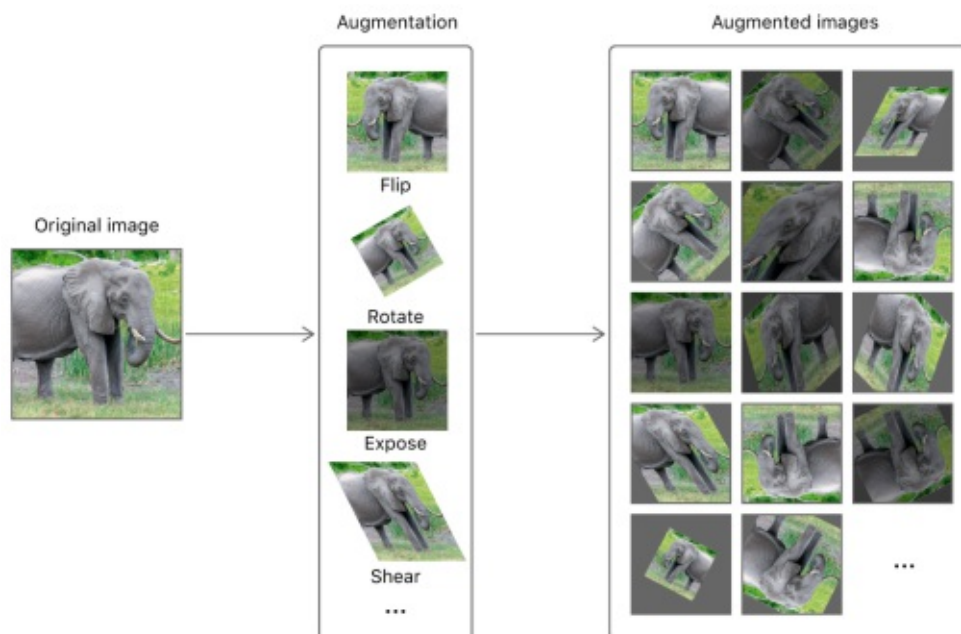 Augmentation
Augmented images
Original image
Flip
Rotate
Expose
Shear
...
...